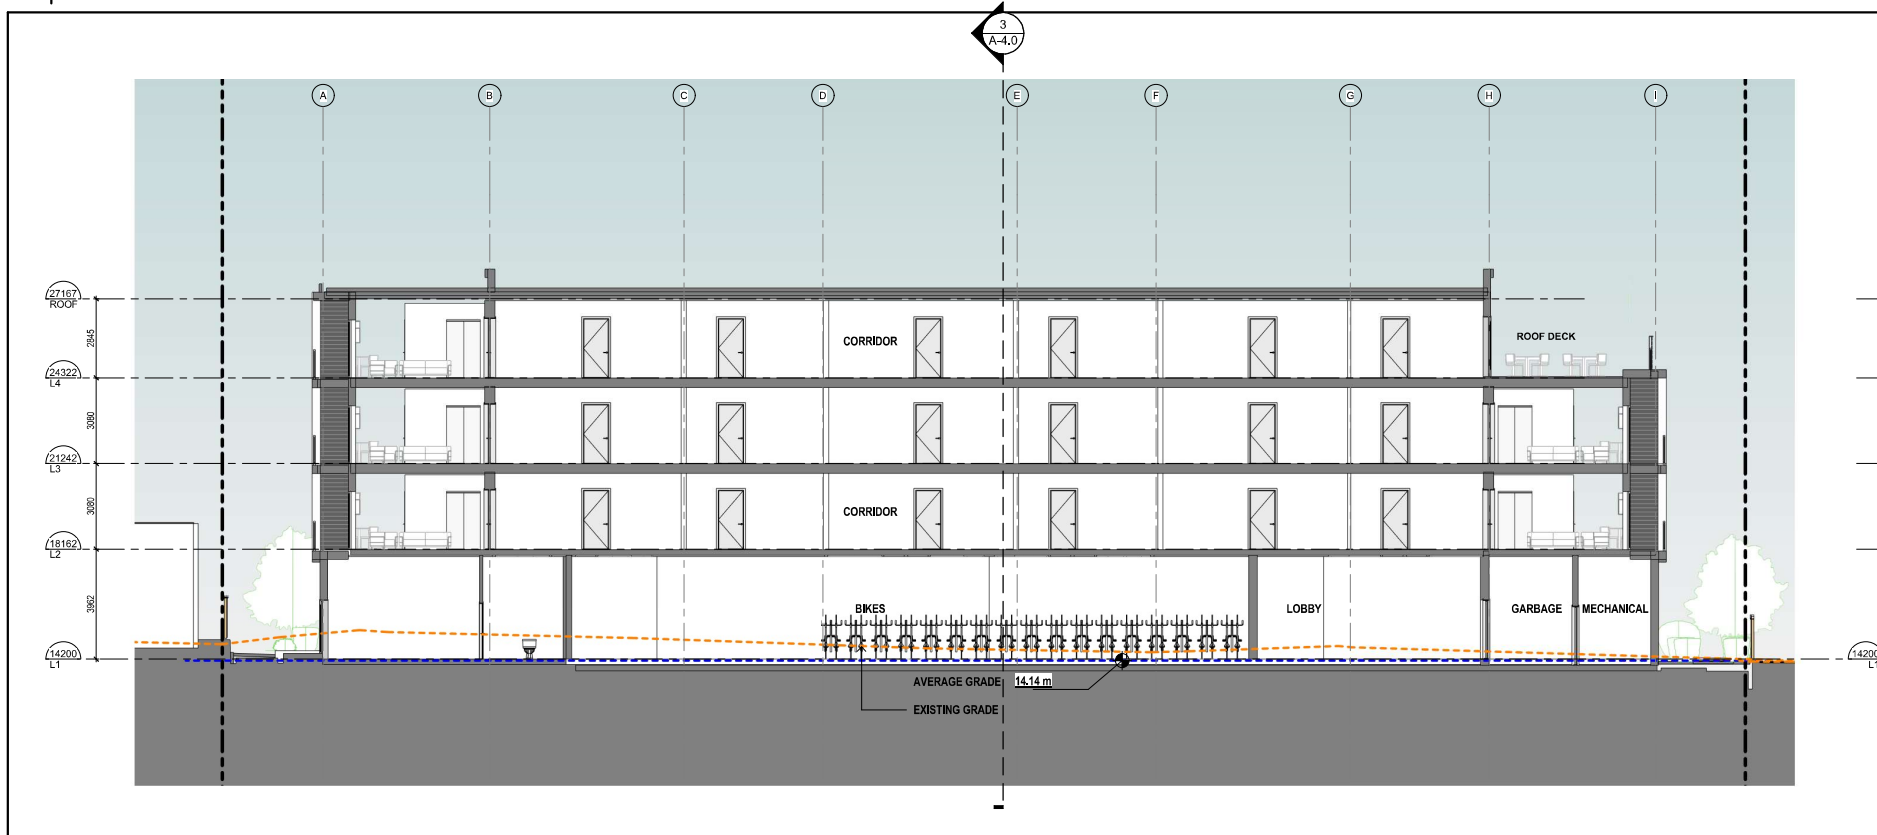 3
A-4.0
A B C D E F G H I
27167
ROOF
2845
CORRIDOR
ROOF DECK
24322
L4
3080
21242
L3
3080
CORRIDOR
18162
L2
3962
BIKES
LOBBY
GARBAGE
MECHANICAL
14200
L1
14200
AVERAGE GRADE 14.14 m
EXISTING GRADE